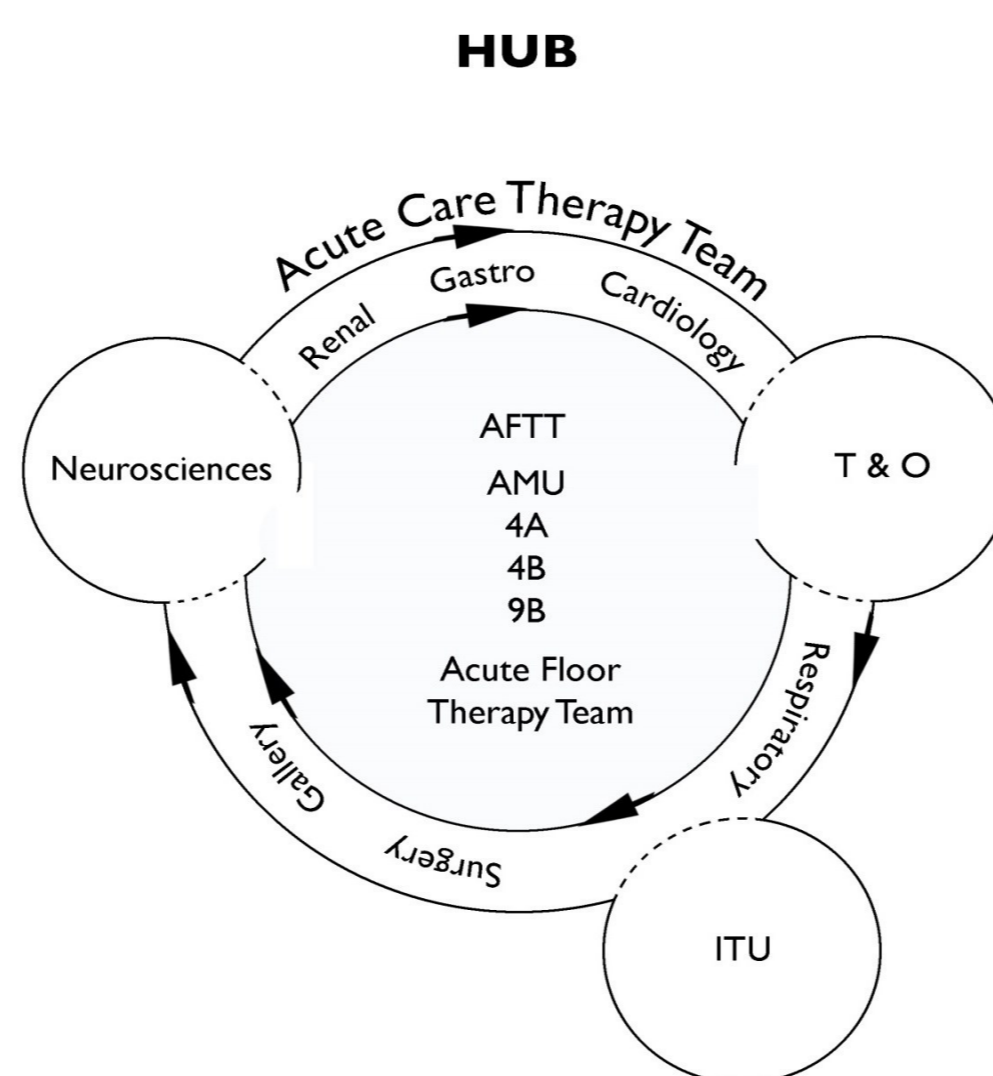 HUB
Acute Care Therapy Team
Renal
Gastro
Cardiology
Neurosciences
T & O
AFTT
AMU
4A
4B
9B
Acute Floor
Therapy Team
Respiratory
Gallery
Surgery
ITU